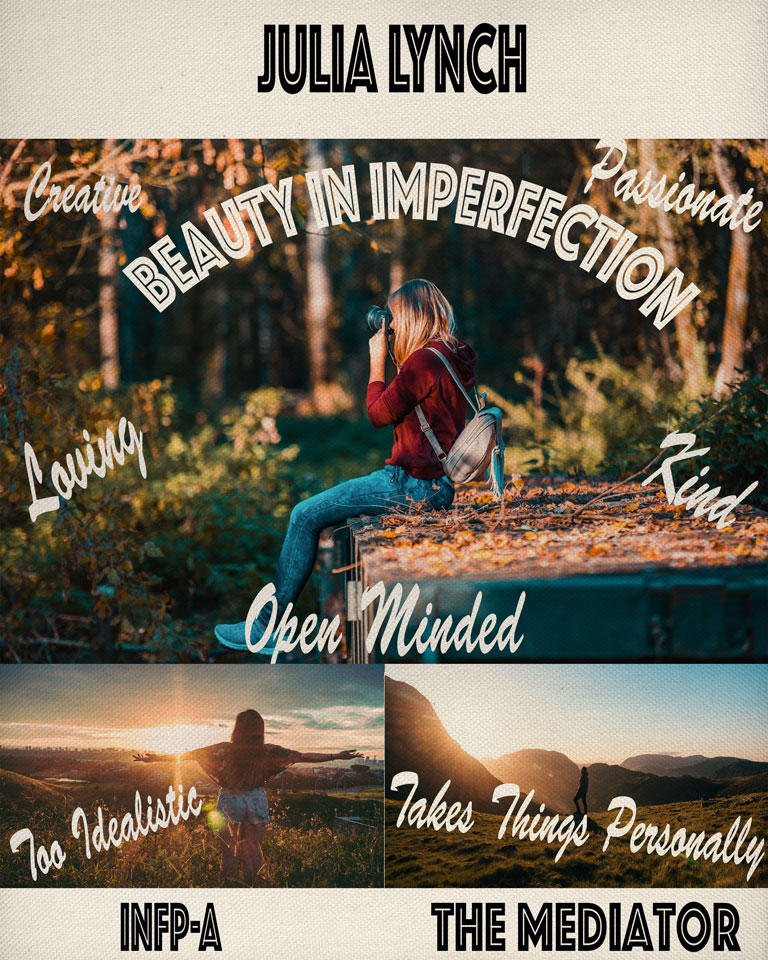 JULIA LYNCH
Creative
Passionate
BEAUTY IN IMPERFECTION
Loving
Kind
Open Minded
Too Idealistic
Takes Things Personally
INFP-A
THE MEDIATOR